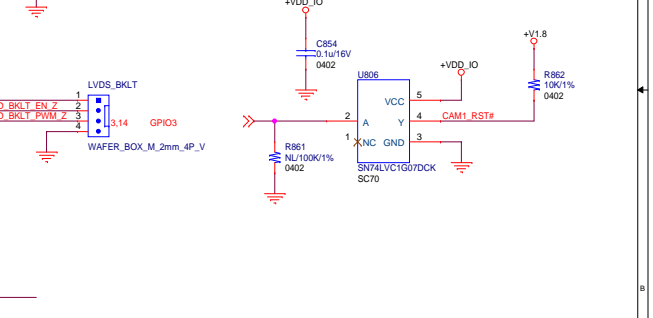 +VDD_IO
C854
0.1u/16V
0402
+V1.8
+VDD_IO
R862
10K/1%
0402
U806
VCC
5
2
A
Y
4
CAM1_RST#
1
NC
GND
3
SN74LVC1G07DCK
SC70
R861
NL/100K/1%
0402
LVDS_BKLT
1
2
3
4
D_BKLT_EN_Z
D_BKLT_PWM_Z
3,14
GPIO3
WAFER_BOX_M_2mm_4P_V
B